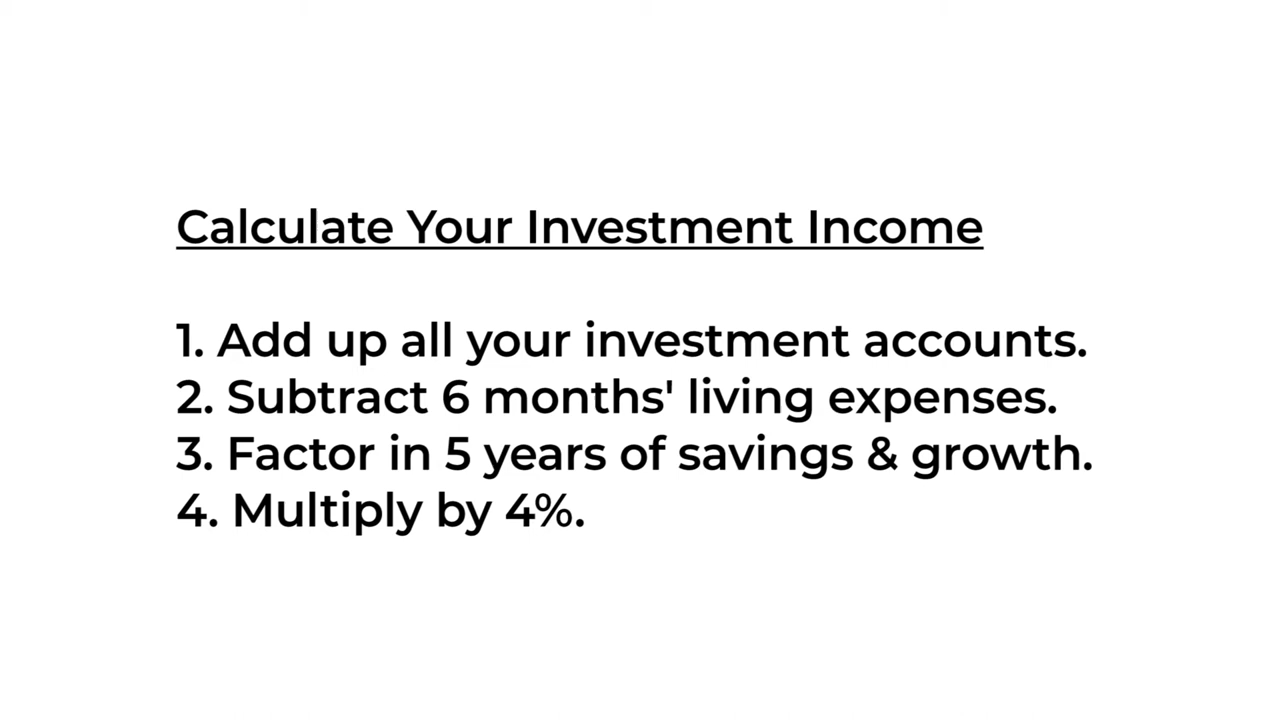 Calculate Your Investment Income
1. Add up all your investment accounts.
2. Subtract 6 months' living expenses.
3. Factor in 5 years of savings & growth.
4. Multiply by 4%.